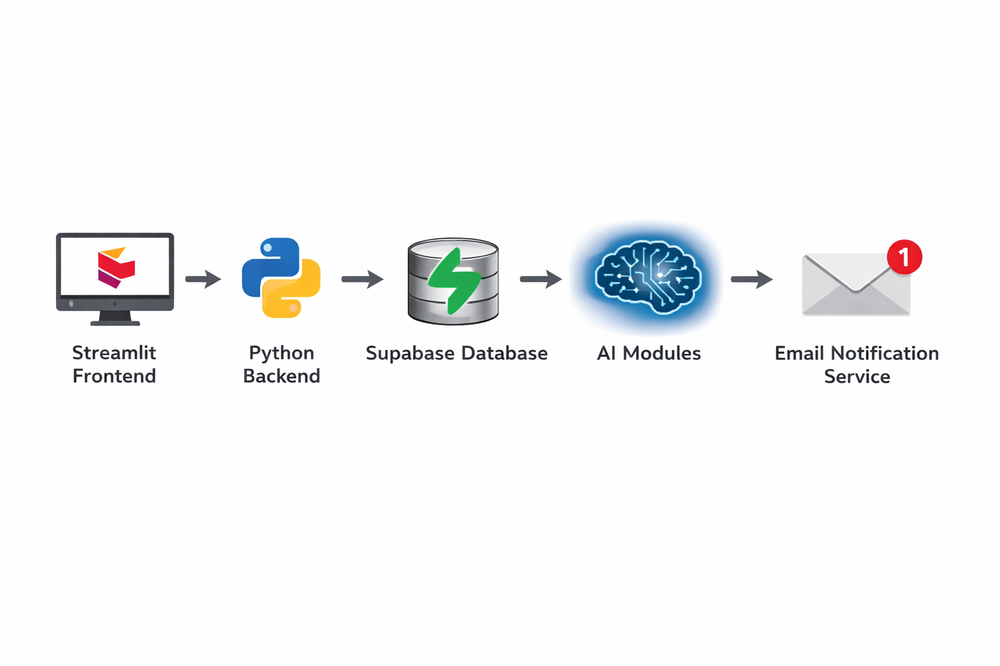 Streamlit
Frontend
Python
Backend
Supabase Database
AI Modules
1
Email Notification
Service